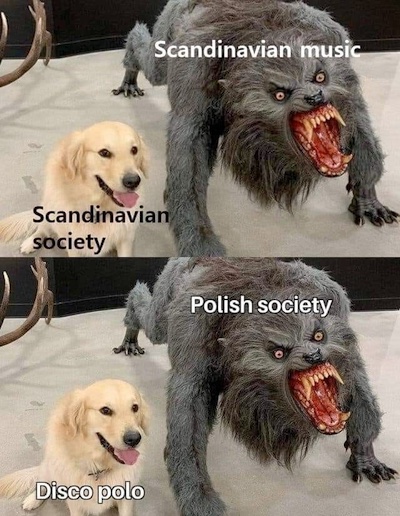 Scandinavian music
Scandinavian
society
Polish society
Disco polo